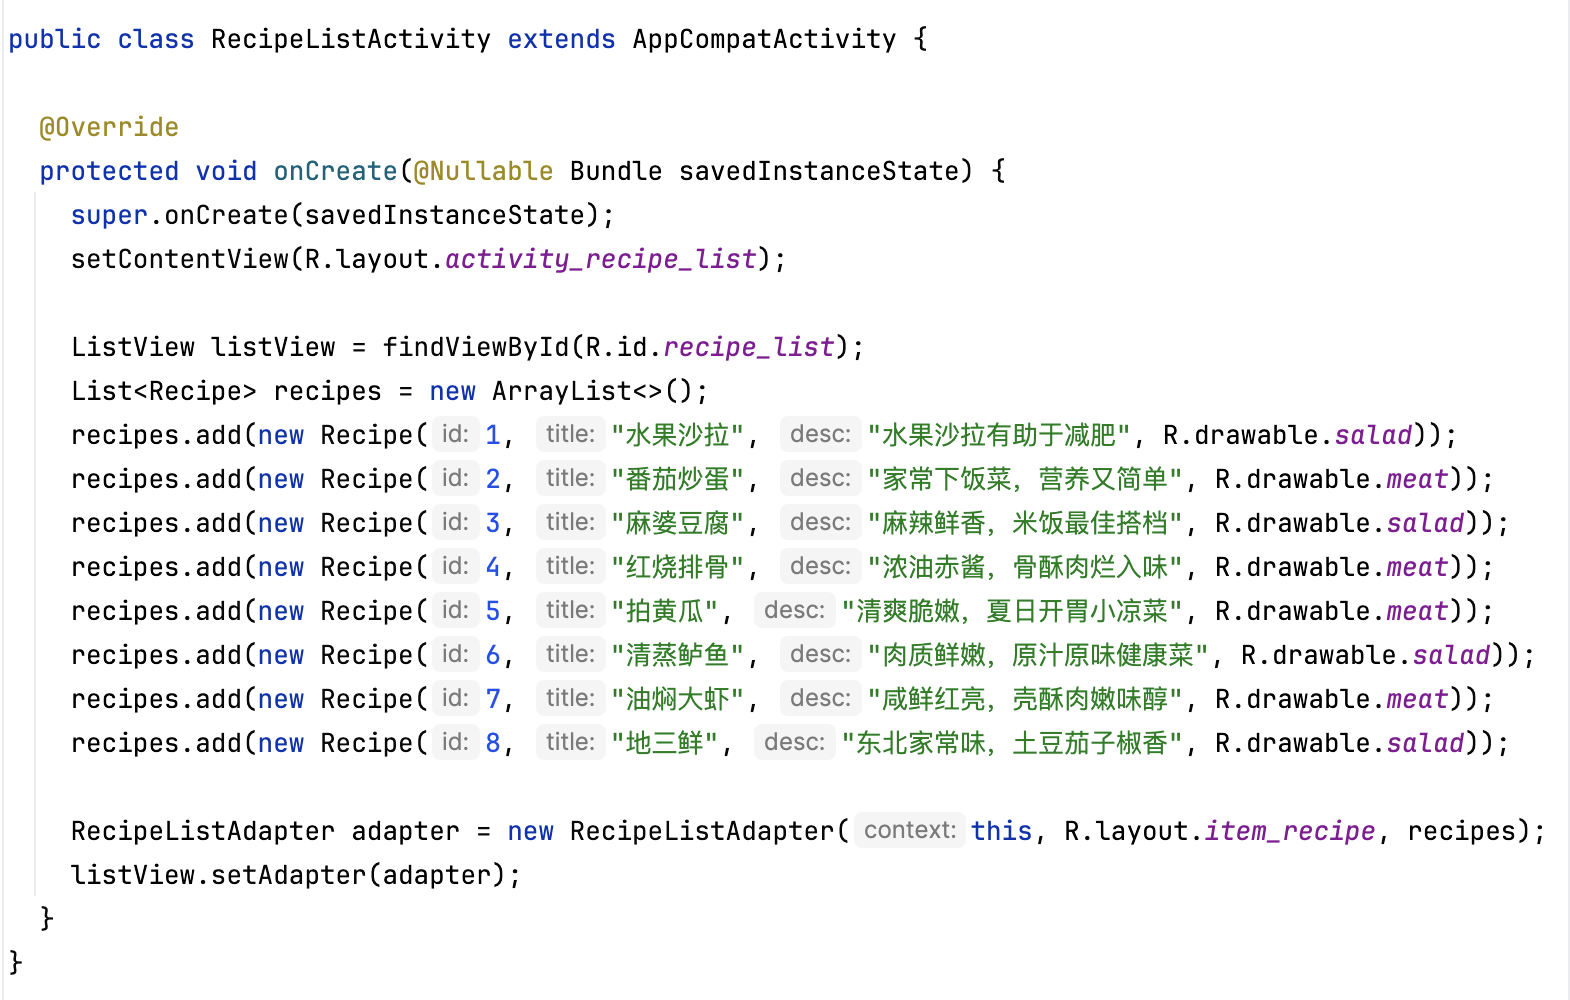 public class RecipeListActivity extends AppCompatActivity {
@Override
protected void onCreate(@Nullable Bundle savedInstanceState) {
super.onCreate(savedInstanceState);
setContentView(R.layout.activity_recipe_list);
ListView listView = findViewById(R.id.recipe_list);
List<Recipe> recipes = new ArrayList<>();
recipes.add(new Recipe( id: 1, title: "水果沙拉", desc: "水果沙拉有助于减肥", R.drawable.salad));
recipes.add(new Recipe( id: 2, title: "番茄炒蛋", desc: "家常下饭菜，营养又简单", R.drawable.meat));
recipes.add(new Recipe( id: 3, title: "麻婆豆腐", desc: "麻辣鲜香，米饭最佳搭档", R.drawable.salad));
recipes.add(new Recipe( id: 4, title: "红烧排骨", desc: "浓油赤酱，骨酥肉烂入味", R.drawable.meat));
recipes.add(new Recipe( id: 5, title: "拍黄瓜", desc: "清爽脆嫩，夏日开胃小凉菜", R.drawable.meat));
recipes.add(new Recipe( id: 6, title: "清蒸鲈鱼", desc: "肉质鲜嫩，原汁原味健康菜", R.drawable.salad));
recipes.add(new Recipe( id: 7, title: "油焖大虾", desc: "咸鲜红亮，壳酥肉嫩味醇", R.drawable.meat));
recipes.add(new Recipe( id: 8, title: "地三鲜", desc: "东北家常味，土豆茄子椒香", R.drawable.salad));
RecipeListAdapter adapter = new RecipeListAdapter( context: this, R.layout.item_recipe, recipes);
listView.setAdapter(adapter);
}
}